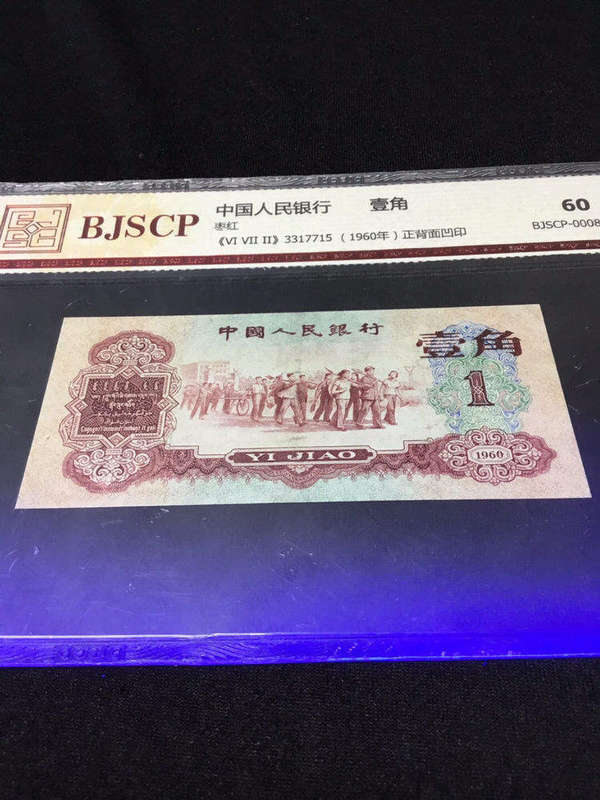 BJSC
BJSCP
中国人民银行 壹角 60
枣红
《VI VII II》3317715 (1960年) 正背面凹印 BJSCP-0008
中國人民銀行
壹角
1
YI JIAO
1960